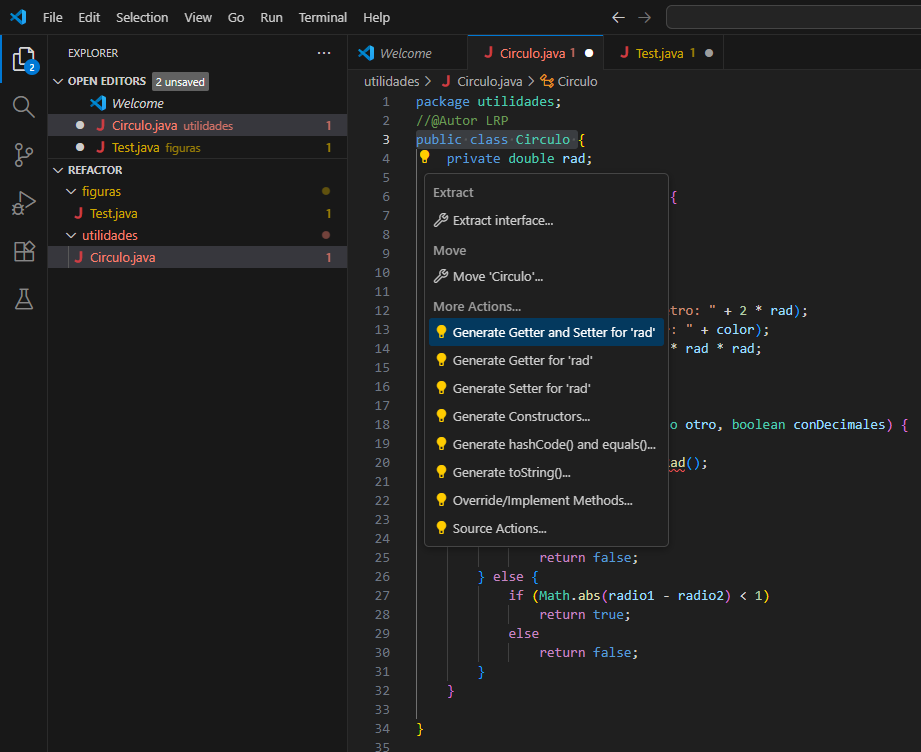 File Edit Selection View Go Run Terminal Help
EXPLORER
OPEN EDITORS 2 unsaved
Welcome
Circulo.java utilidades 1
Test.java figuras 1
REFACTOR
figuras
Test.java 1
utilidades
Circulo.java 1
2
Welcome Circulo.java 1 Test.java 1
utilidades > Circulo.java > Circulo
1 package utilidades;
2 //@Autor LRP
3 public class Circulo {
4 private double rad;
5
6 {
7
8
9
10
11
12 tro: " + 2 * rad);
13 : " + color);
14 * rad * rad;
15
16
17
18 o otro, boolean conDecimales) {
19
20 ad();
21
22
23
24
25 return false;
26 } else {
27 if (Math.abs(radio1 - radio2) < 1)
28 return true;
29 else
30 return false;
31 }
32 }
33
34 }
35
Extract
Extract interface...
Move
Move 'Circulo'...
More Actions...
Generate Getter and Setter for 'rad'
Generate Getter for 'rad'
Generate Setter for 'rad'
Generate Constructors...
Generate hashCode() and equals()...
Generate toString()...
Override/Implement Methods...
Source Actions...